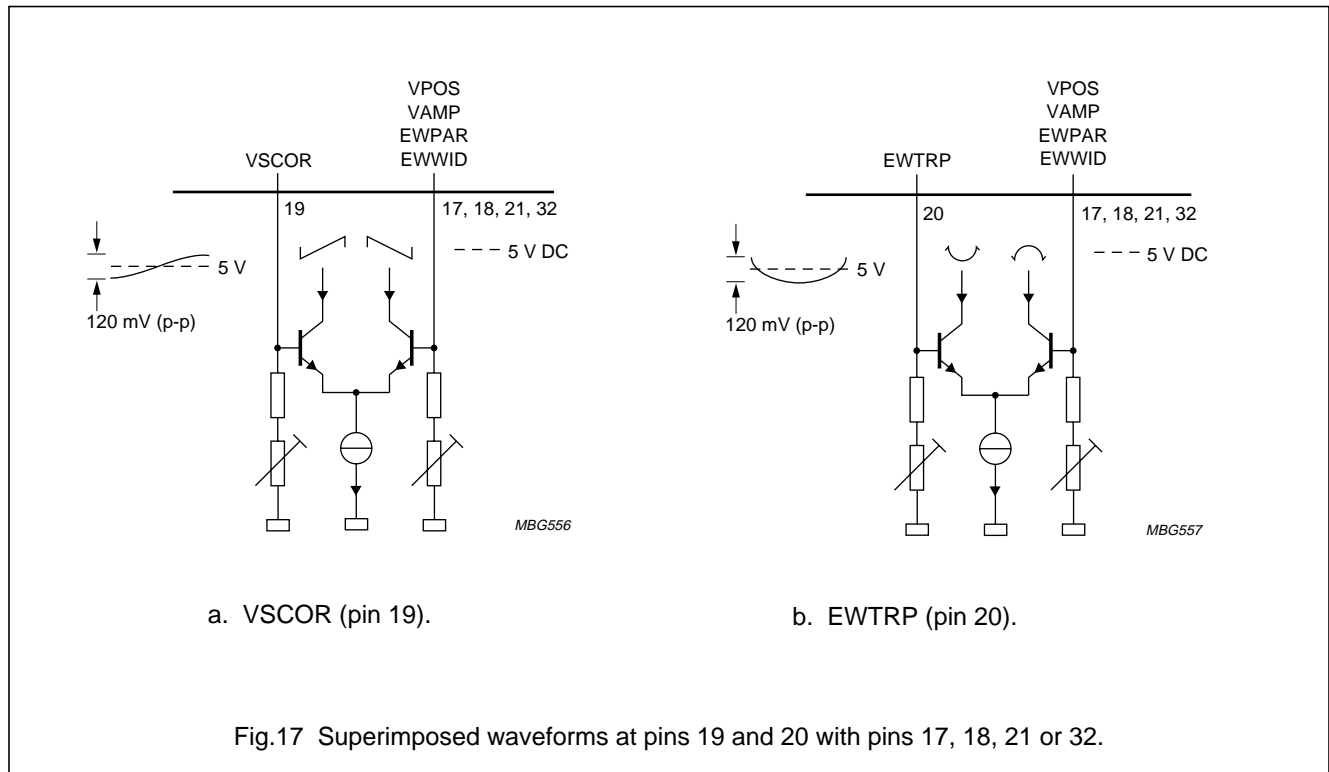 VPOS
VAMP
EWPAR
EWWID
VSCOR
19
17, 18, 21, 32
5 V DC
5 V
120 mV (p-p)
MBG556
a. VSCOR (pin 19).
VPOS
VAMP
EWPAR
EWWID
EWTRP
20
17, 18, 21, 32
5 V DC
5 V
120 mV (p-p)
MBG557
b. EWTRP (pin 20).
Fig.17 Superimposed waveforms at pins 19 and 20 with pins 17, 18, 21 or 32.